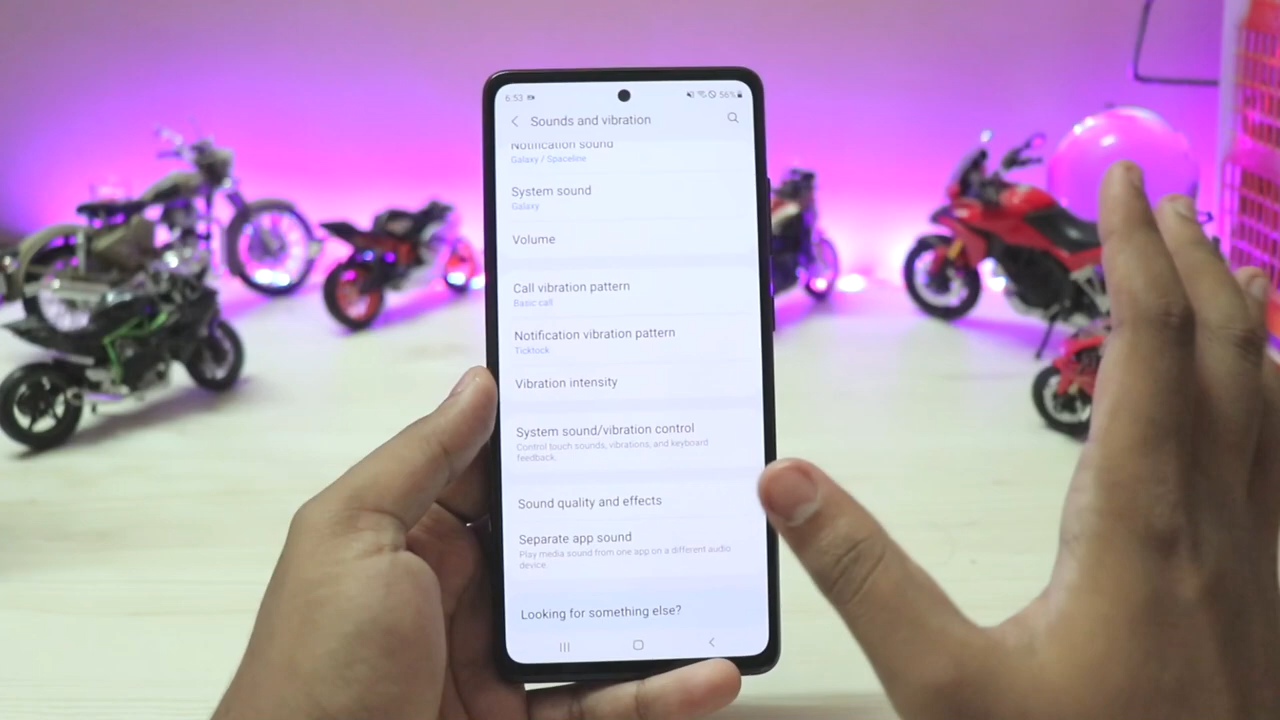 6:53
56%
Sounds and vibration
Notification sound
Galaxy / Spaceline
System sound
Galaxy
Volume
Call vibration pattern
Basic call
Notification vibration pattern
Ticktock
Vibration intensity
System sound/vibration control
Control touch sounds, vibrations, and keyboard
feedback.
Sound quality and effects
Separate app sound
Play media sound from one app on a different audio
device.
Looking for something else?